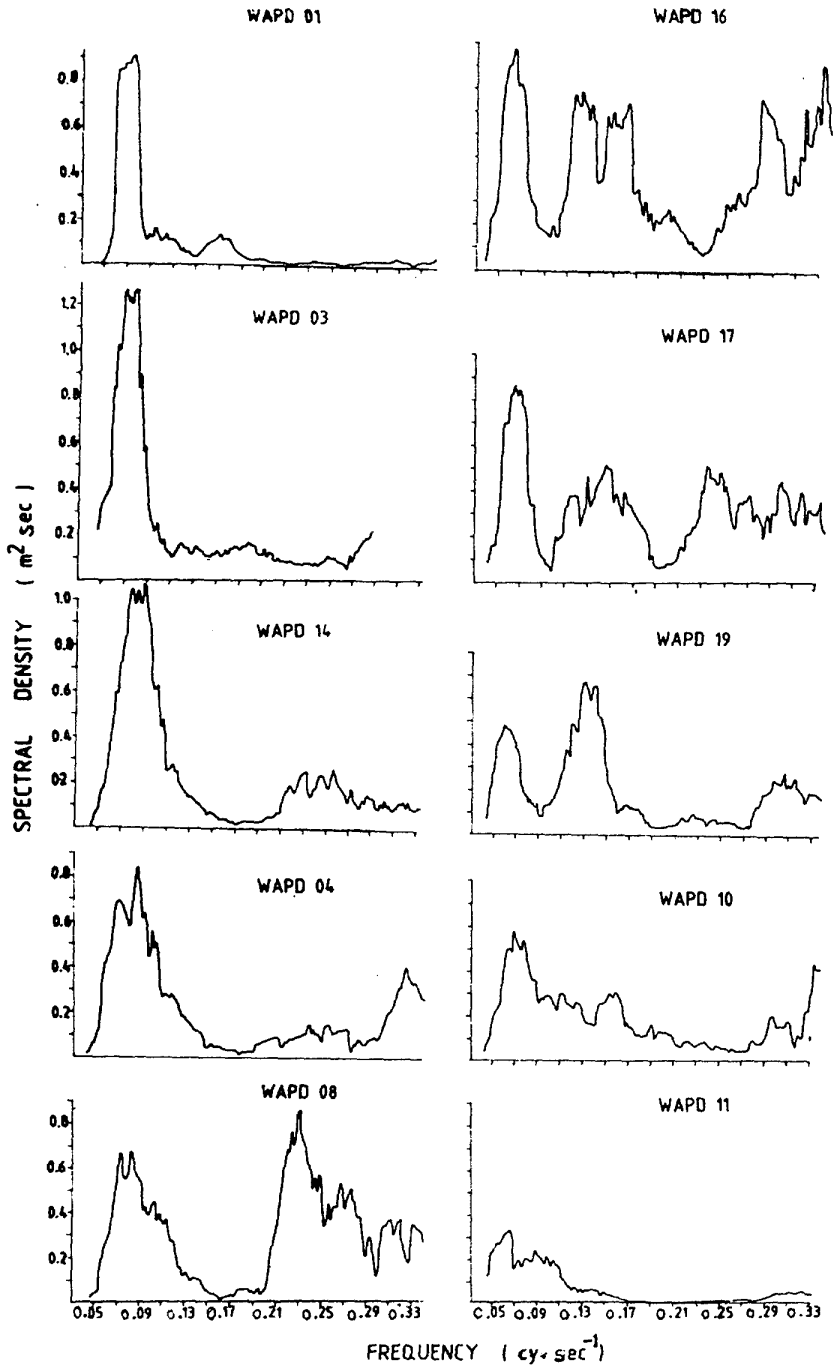 WAPD 01
WAPD 16
0.8
0.6
0.4
0.2
WAPD 03
WAPD 17
1.2
1.0
0.8
0.6
0.4
0.2
WAPD 14
WAPD 19
1.0
0.8
0.6
0.4
0.2
WAPD 04
WAPD 10
0.8
0.6
0.4
0.2
WAPD 08
WAPD 11
0.8
0.6
0.4
0.2
SPECTRAL DENSITY ( m² sec )
0.05 0.09 0.13 0.17 0.21 0.25 0.29 0.33
0.05 0.09 0.13 0.17 0.21 0.25 0.29 0.33
FREQUENCY ( cy. sec⁻¹)